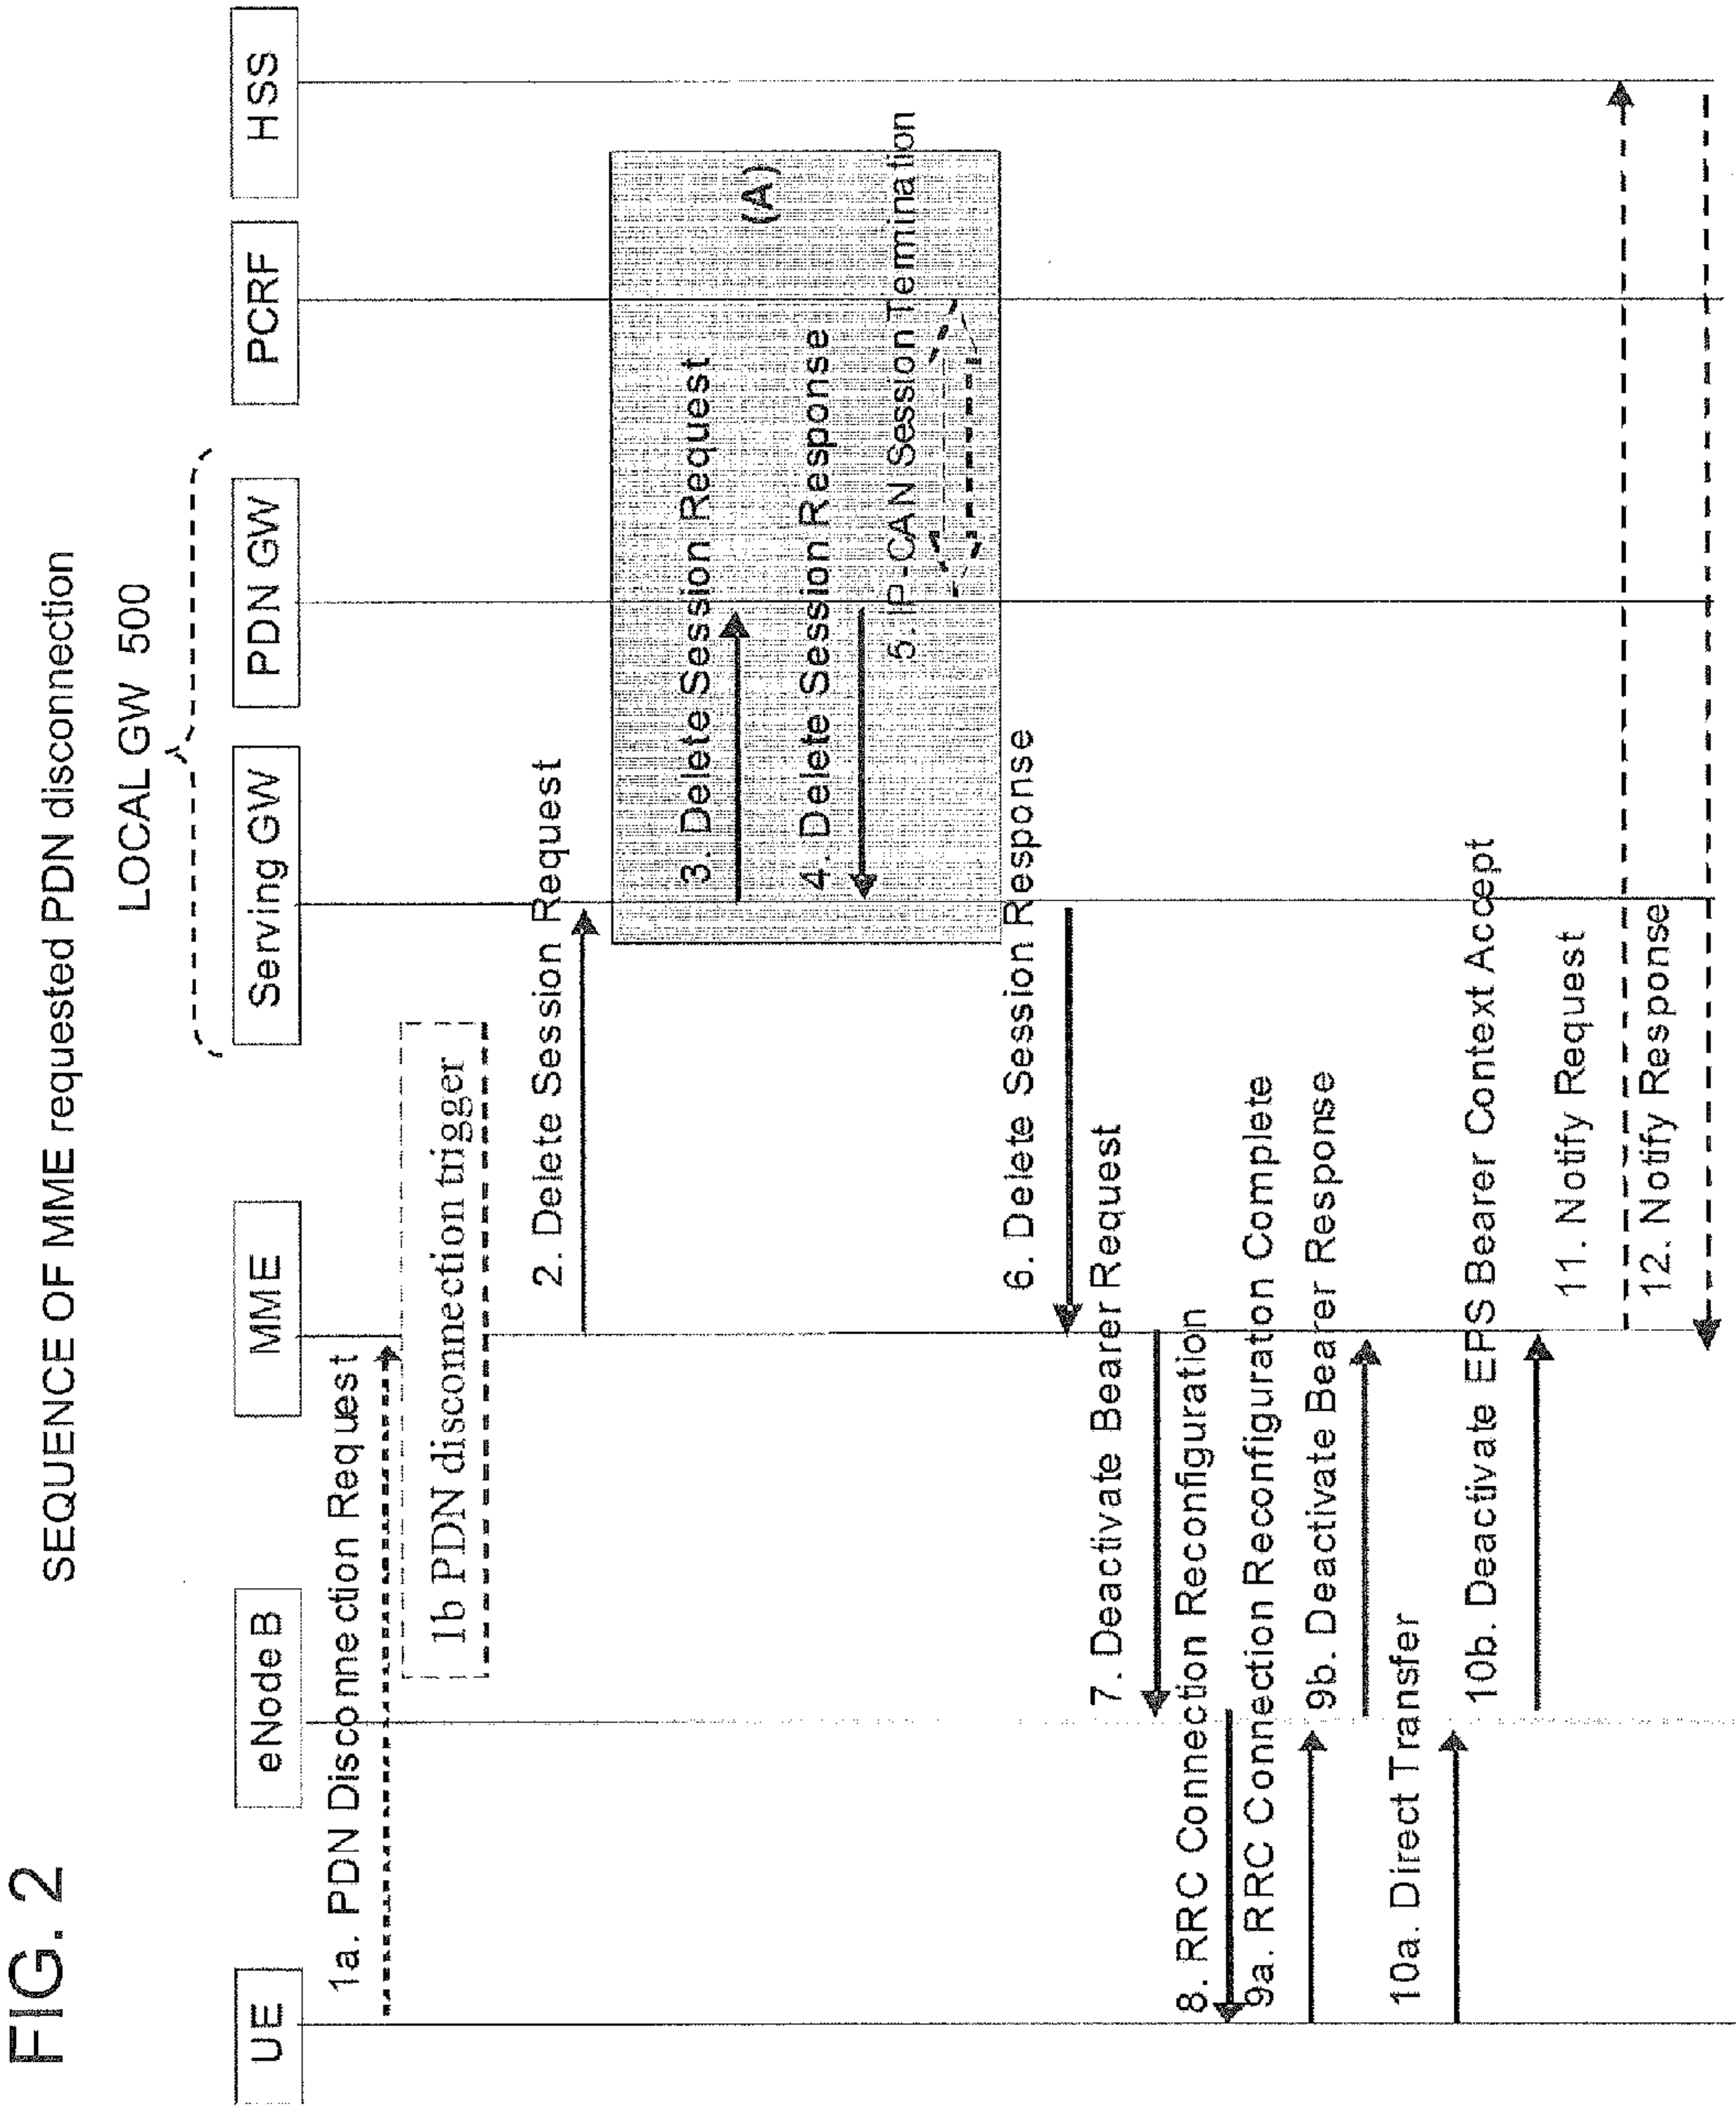 FIG. 2
SEQUENCE OF MME requested PDN disconnection
LOCAL GW 500
UE
eNodeB
MME
Serving GW
PDN GW
PCRF
HSS
1a. PDN Disconnection Request
1b PDN disconnection trigger
2. Delete Session Request
3. Delete Session Request
(A)
4. Delete Session Response
5. IP-CAN Session Termination
6. Delete Session Response
7. Deactivate Bearer Request
8. RRC Connection Reconfiguration
9a. RRC Connection Reconfiguraton Complete
9b. Deactivate Bearer Response
10a. Direct Transfer
10b. Deactivate EPS Bearer Context Accept
11. Notify Request
12. Notify Response